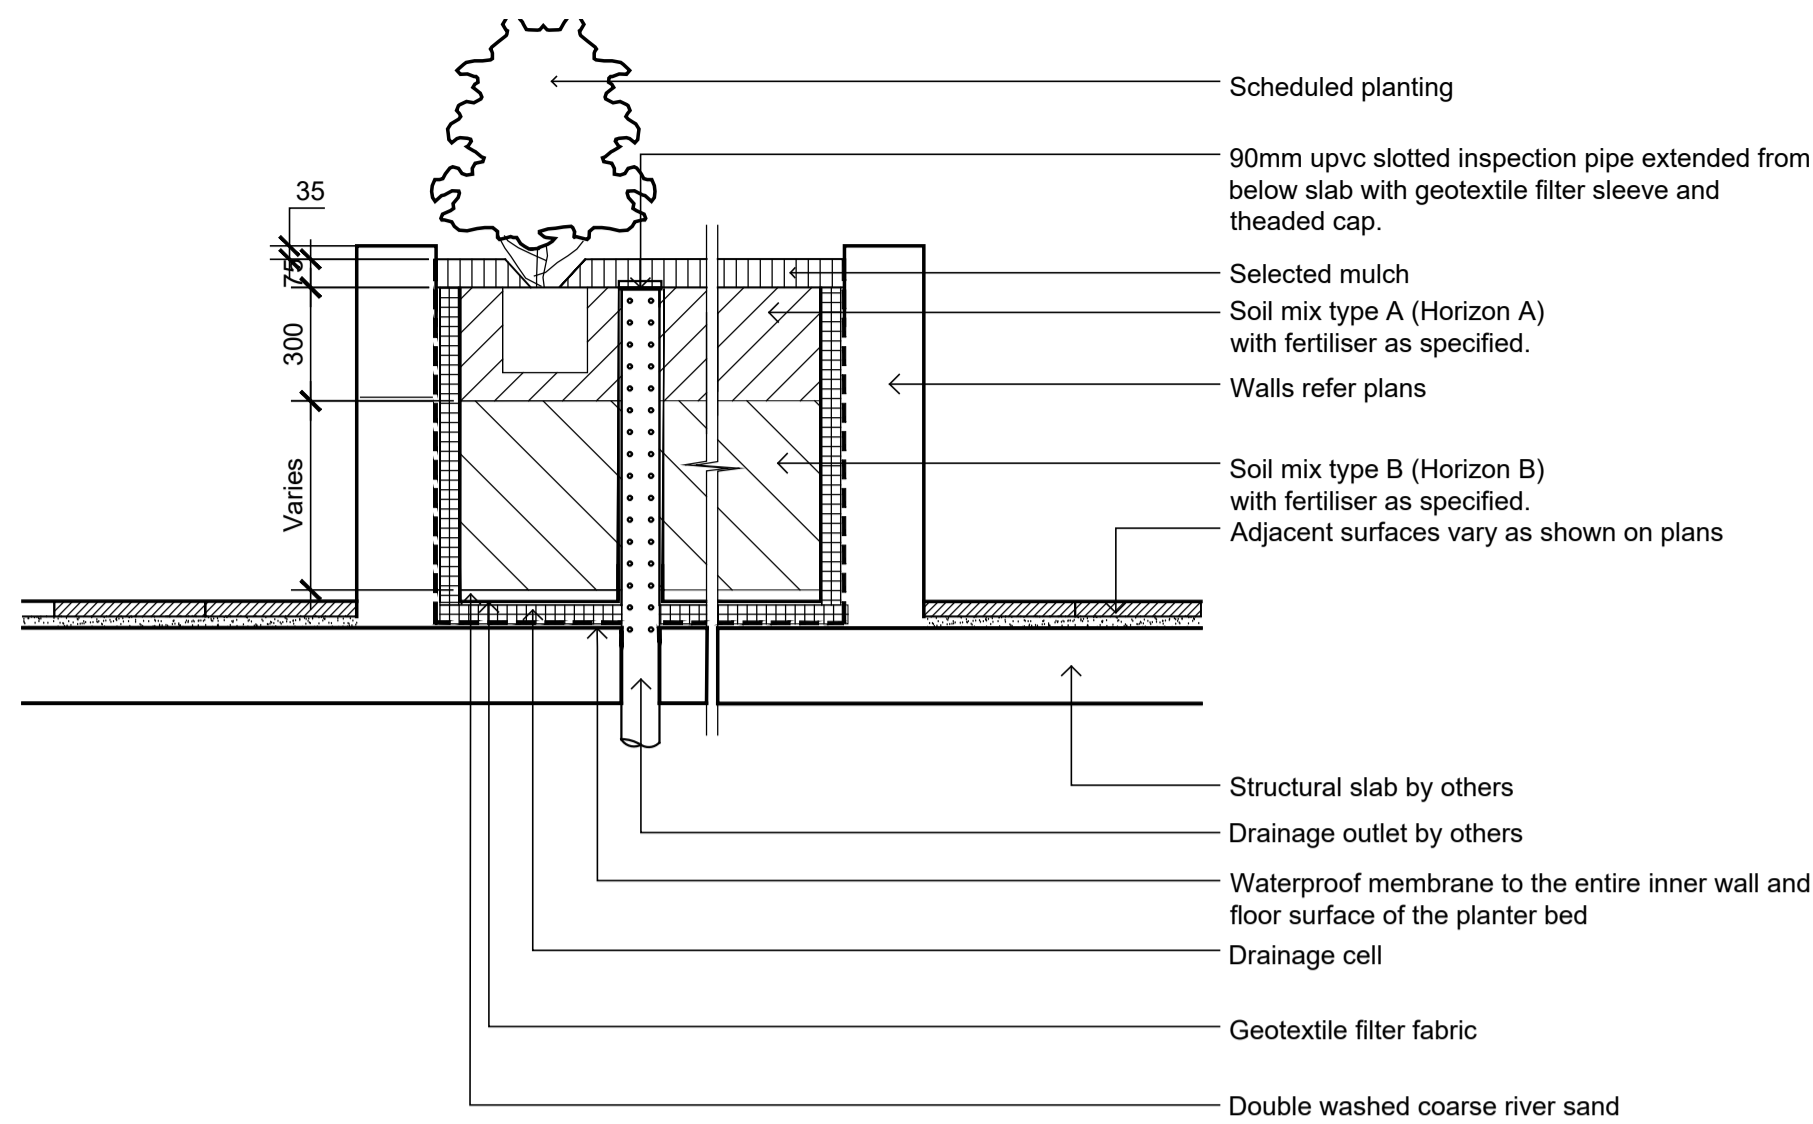 Scheduled planting
90mm upvc slotted inspection pipe extended from
below slab with geotextile filter sleeve and
theaded cap.
35
75
Selected mulch
Soil mix type A (Horizon A)
with fertiliser as specified.
300
Walls refer plans
Varies
Soil mix type B (Horizon B)
with fertiliser as specified.
Adjacent surfaces vary as shown on plans
Structural slab by others
Drainage outlet by others
Waterproof membrane to the entire inner wall and
floor surface of the planter bed
Drainage cell
Geotextile filter fabric
Double washed coarse river sand